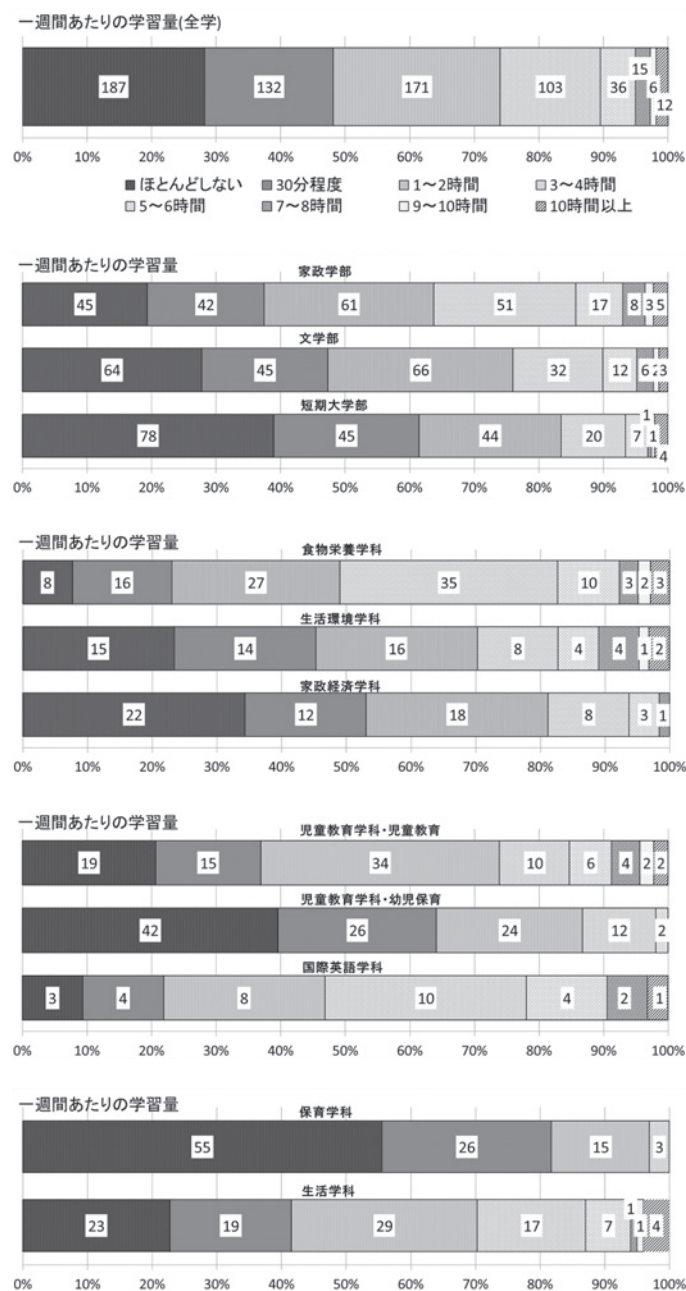 一週間あたりの学習量(全学)
187 132 171 103 36 15 6 12
0% 10% 20% 30% 40% 50% 60% 70% 80% 90% 100%
ほとんどしない 30分程度 1～2時間 3～4時間
5～6時間 7～8時間 9～10時間 10時間以上
一週間あたりの学習量
家政学部
45 42 61 51 17 8 3 5
文学部
64 45 66 32 12 6 2 3
短期大学部
78 45 44 20 7 1 1 4
0% 10% 20% 30% 40% 50% 60% 70% 80% 90% 100%
一週間あたりの学習量
食物栄養学科
8 16 27 35 10 3 2 3
生活環境学科
15 14 16 8 4 4 1 2
家政経済学科
22 12 18 8 3 1
0% 10% 20% 30% 40% 50% 60% 70% 80% 90% 100%
一週間あたりの学習量
児童教育学科・児童教育
19 15 34 10 6 4 2 2
児童教育学科・幼児保育
42 26 24 12 2
国際英語学科
3 4 8 10 4 2 1
0% 10% 20% 30% 40% 50% 60% 70% 80% 90% 100%
一週間あたりの学習量
保育学科
55 26 15 3
生活学科
23 19 29 17 7 1 1 4
0% 10% 20% 30% 40% 50% 60% 70% 80% 90% 100%